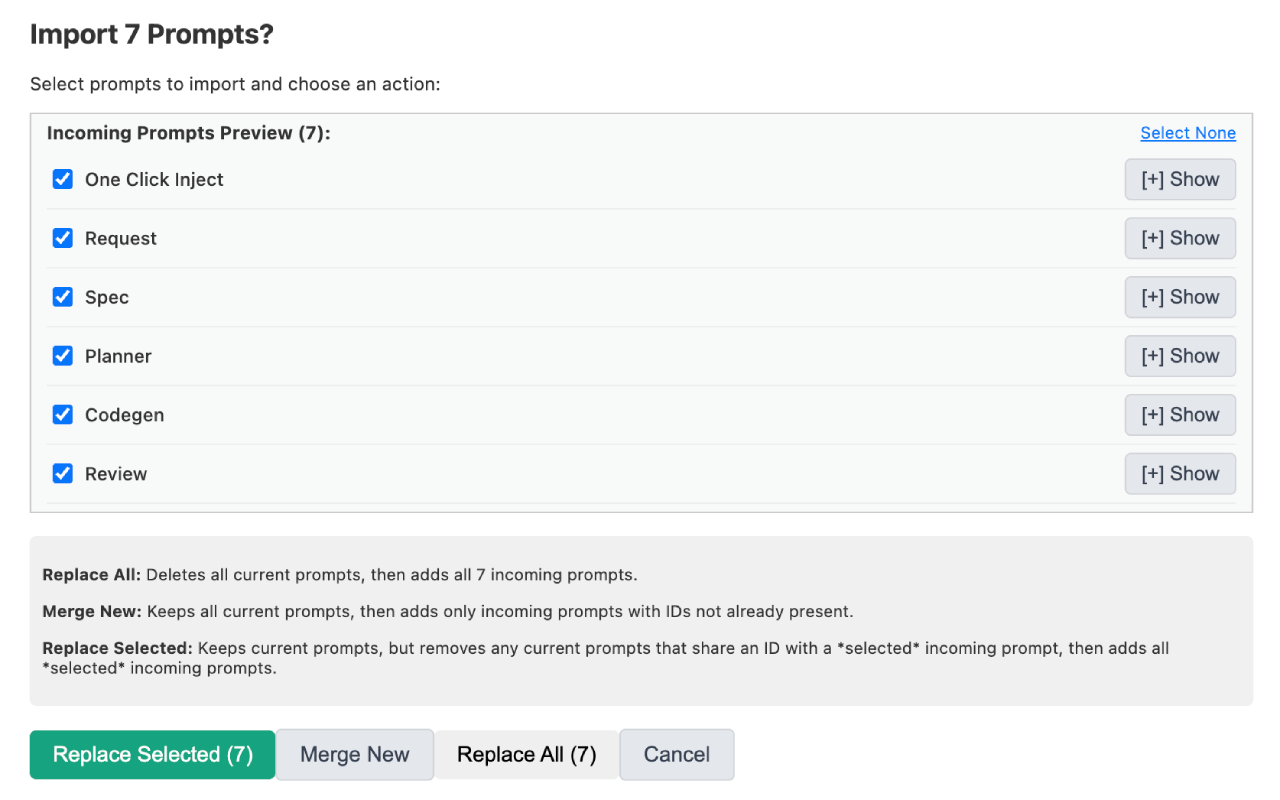 Import 7 Prompts?
Select prompts to import and choose an action:
Incoming Prompts Preview (7):
Select None
One Click Inject
[+] Show
Request
[+] Show
Spec
[+] Show
Planner
[+] Show
Codegen
[+] Show
Review
[+] Show
Replace All: Deletes all current prompts, then adds all 7 incoming prompts.
Merge New: Keeps all current prompts, then adds only incoming prompts with IDs not already present.
Replace Selected: Keeps current prompts, but removes any current prompts that share an ID with a *selected* incoming prompt, then adds all
*selected* incoming prompts.
Replace Selected (7)
Merge New
Replace All (7)
Cancel